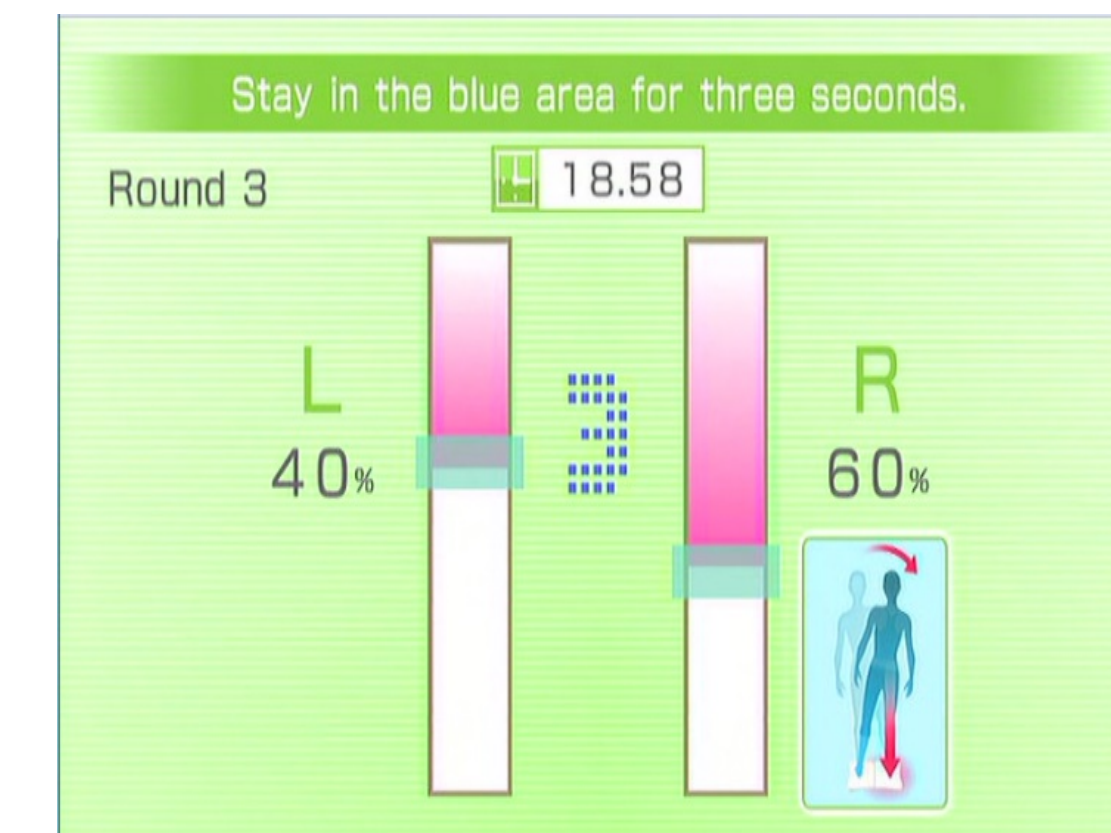 Stay in the blue area for three seconds.
Round 3
18.58
L
3
R
40%
60%